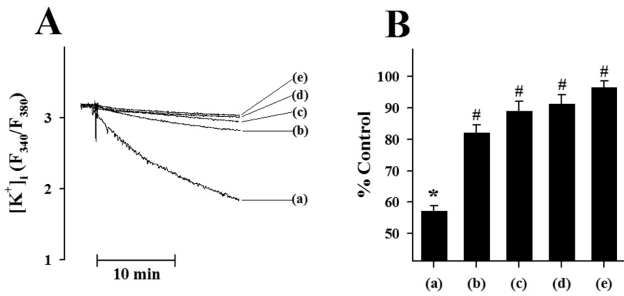 A
[K⁺]ᵢ (F₃₄₀/F₃₈₀)
3
2
1
(e)
(d)
(c)
(b)
(a)
10 min
B
% Control
100
90
80
70
60
50
*
#
#
#
#
(a)
(b)
(c)
(d)
(e)